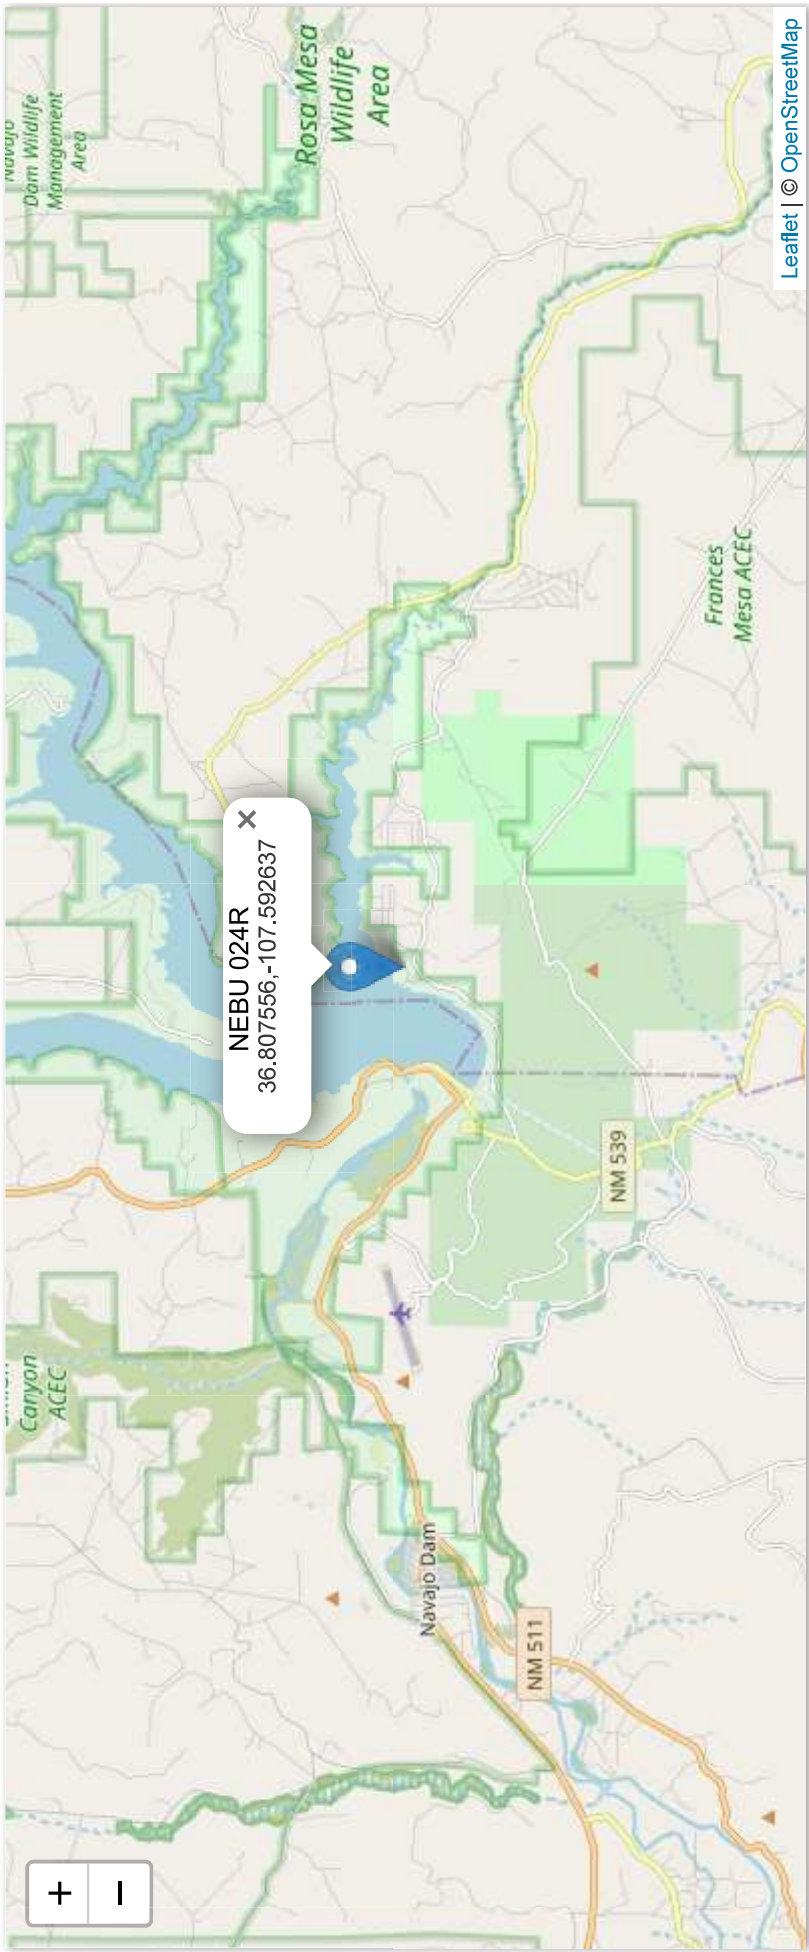 +
−
Canyon
ACEC
Navajo
Dam Wildlife
Management
Area
Rosa Mesa
Wildlife
Area
NEBU 024R
36.807556,-107.592637
×
Navajo Dam
NM 511
NM 539
Frances
Mesa ACEC
Leaflet | © OpenStreetMap